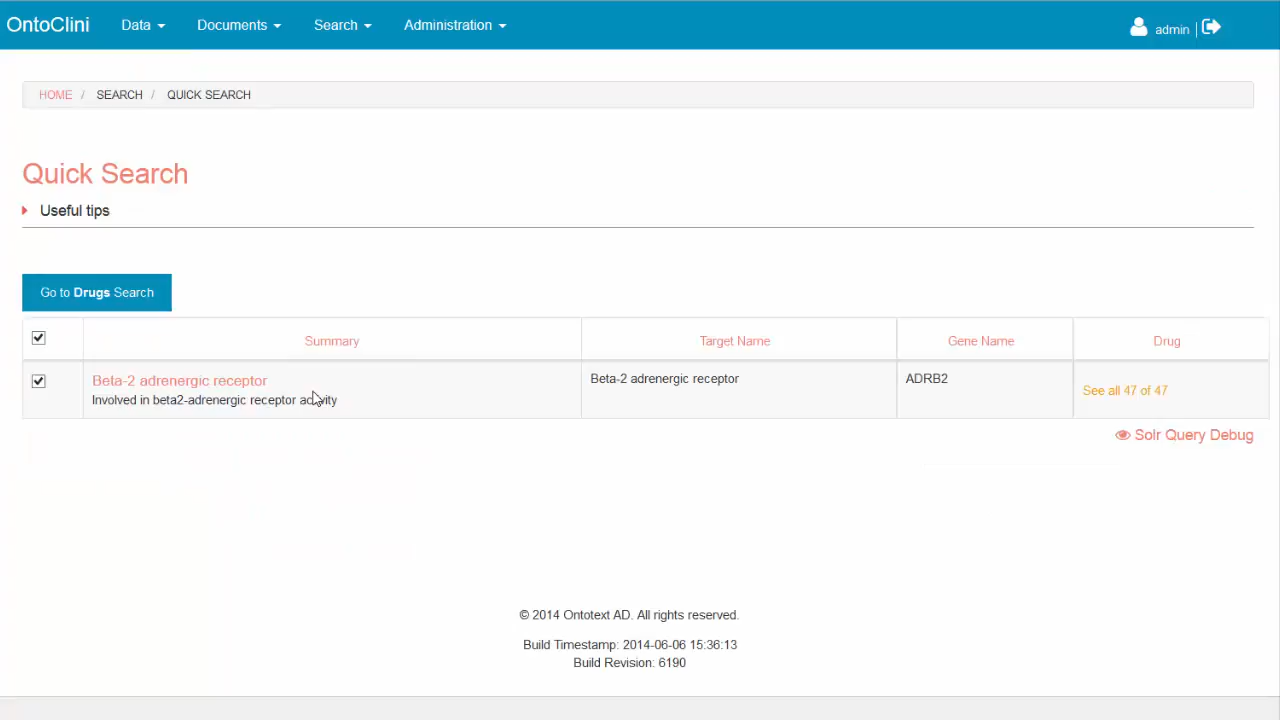 OntoClini Data Documents Search Administration admin |
HOME / SEARCH / QUICK SEARCH
Quick Search
Useful tips
Go to Drugs Search
Summary Target Name Gene Name Drug
Beta-2 adrenergic receptor Beta-2 adrenergic receptor ADRB2 See all 47 of 47
Involved in beta2-adrenergic receptor activity
Solr Query Debug
© 2014 Ontotext AD. All rights reserved.
Build Timestamp: 2014-06-06 15:36:13
Build Revision: 6190